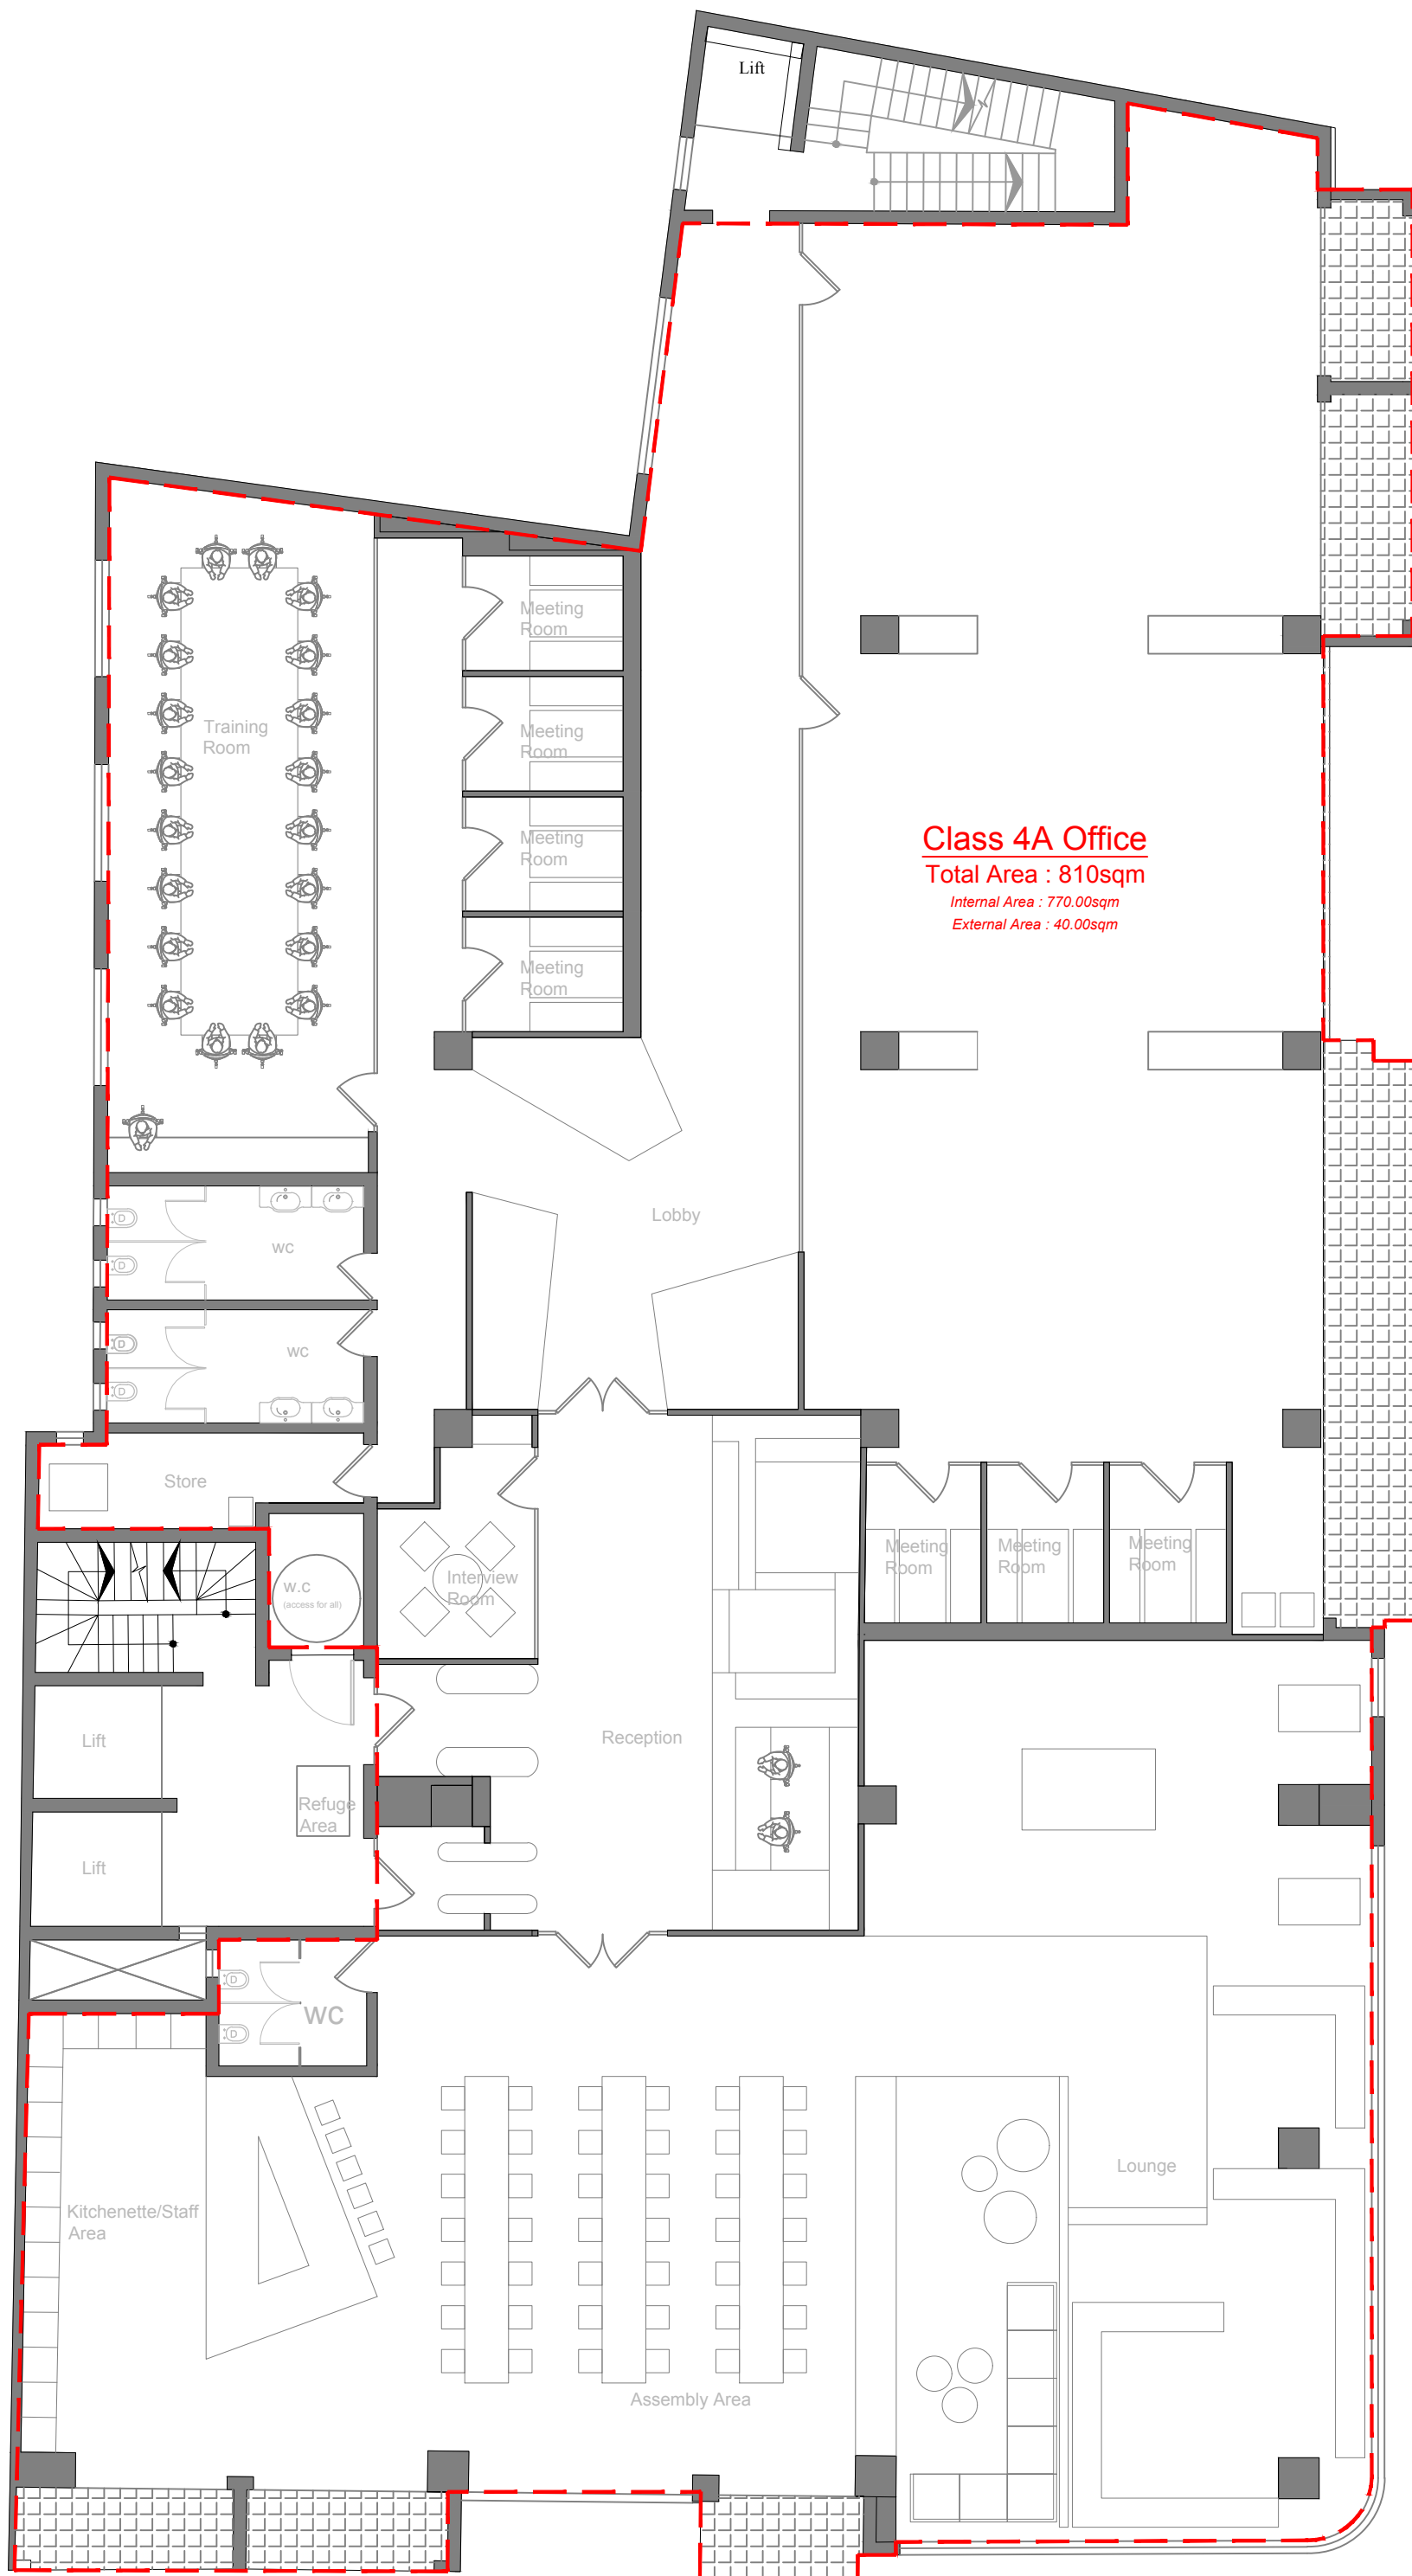 Lift
Meeting
Room
Training
Room
Meeting
Room
Class 4A Office
Total Area : 810sqm
Internal Area : 770.00sqm
External Area : 40.00sqm
Meeting
Room
Meeting
Room
Lobby
WC
WC
Store
Meeting
Room
Meeting
Room
Meeting
Room
w.c
(access for all)
Interview
Room
Lift
Reception
Refuge
Area
Lift
WC
Lounge
Kitchenette/Staff
Area
Assembly Area